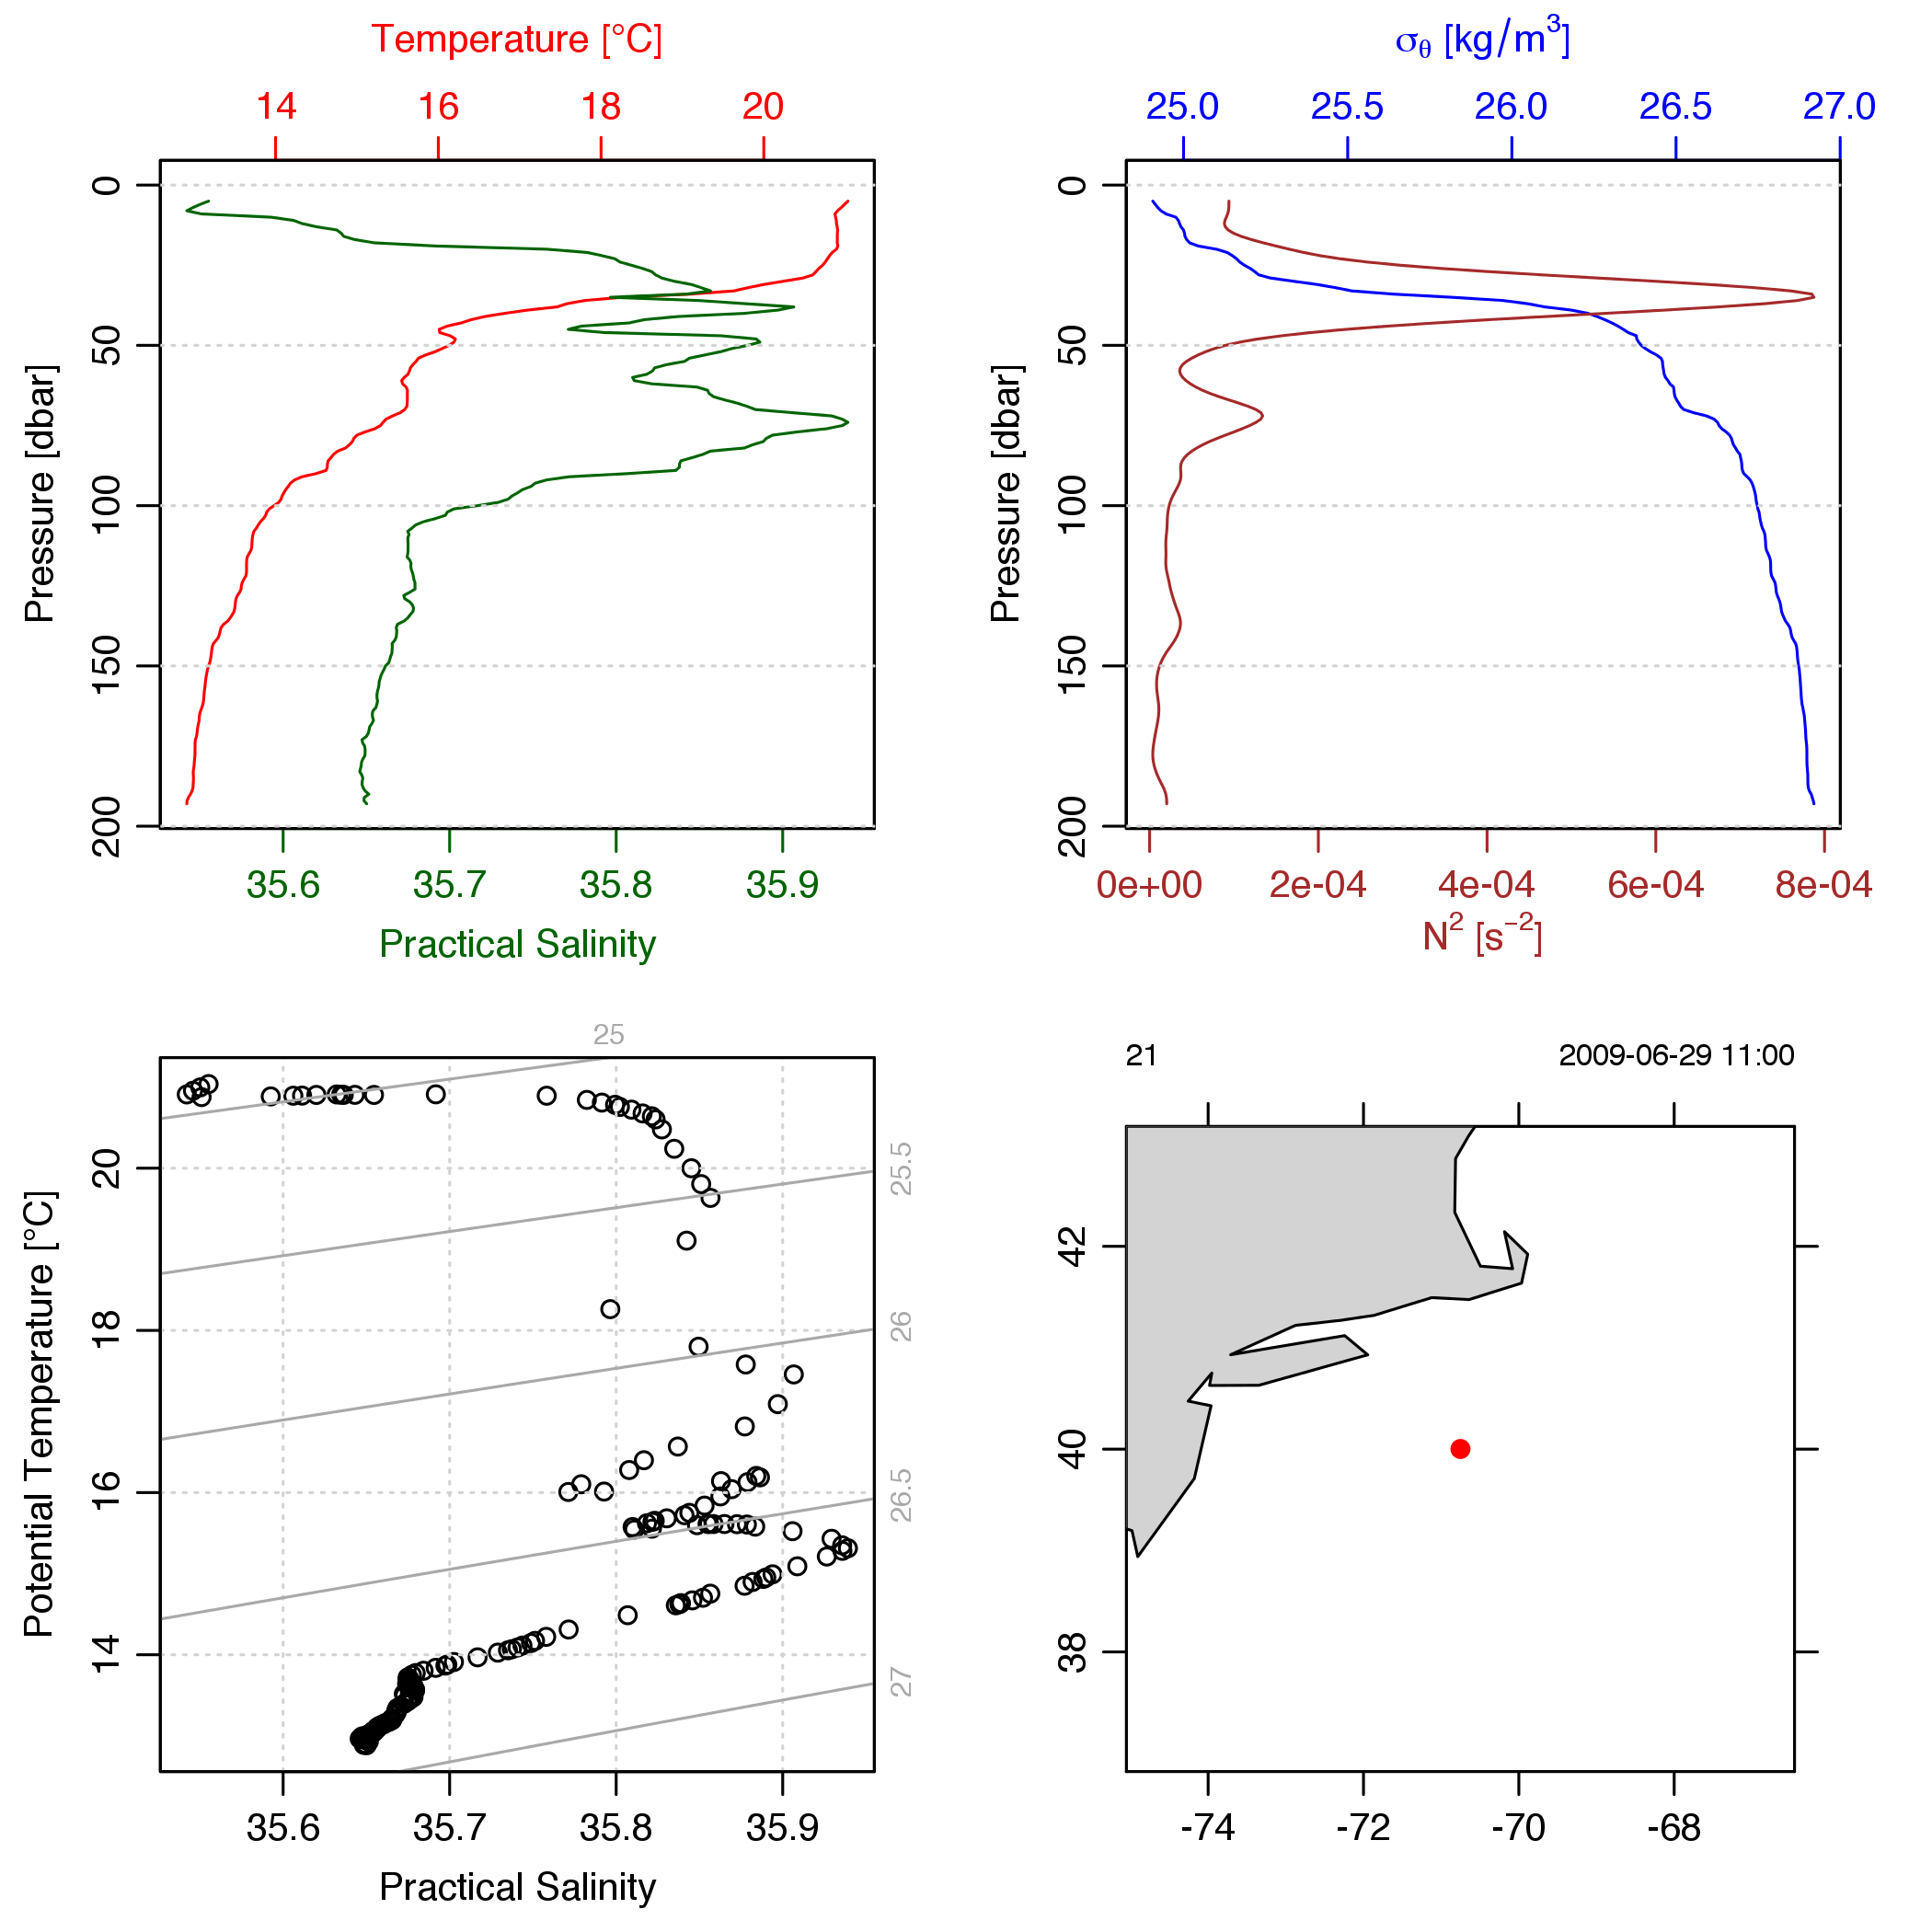 Temperature [°C]
14 16 18 20
0
50
100
150
200
Pressure [dbar]
35.6 35.7 35.8 35.9
Practical Salinity
σθ [kg/m³]
25.0 25.5 26.0 26.5 27.0
0
50
100
150
200
Pressure [dbar]
0e+00 2e-04 4e-04 6e-04 8e-04
N² [s⁻²]
25
25.5
26
26.5
27
20
18
16
14
Potential Temperature [°C]
35.6 35.7 35.8 35.9
Practical Salinity
21 2009-06-29 11:00
42
40
38
-74 -72 -70 -68